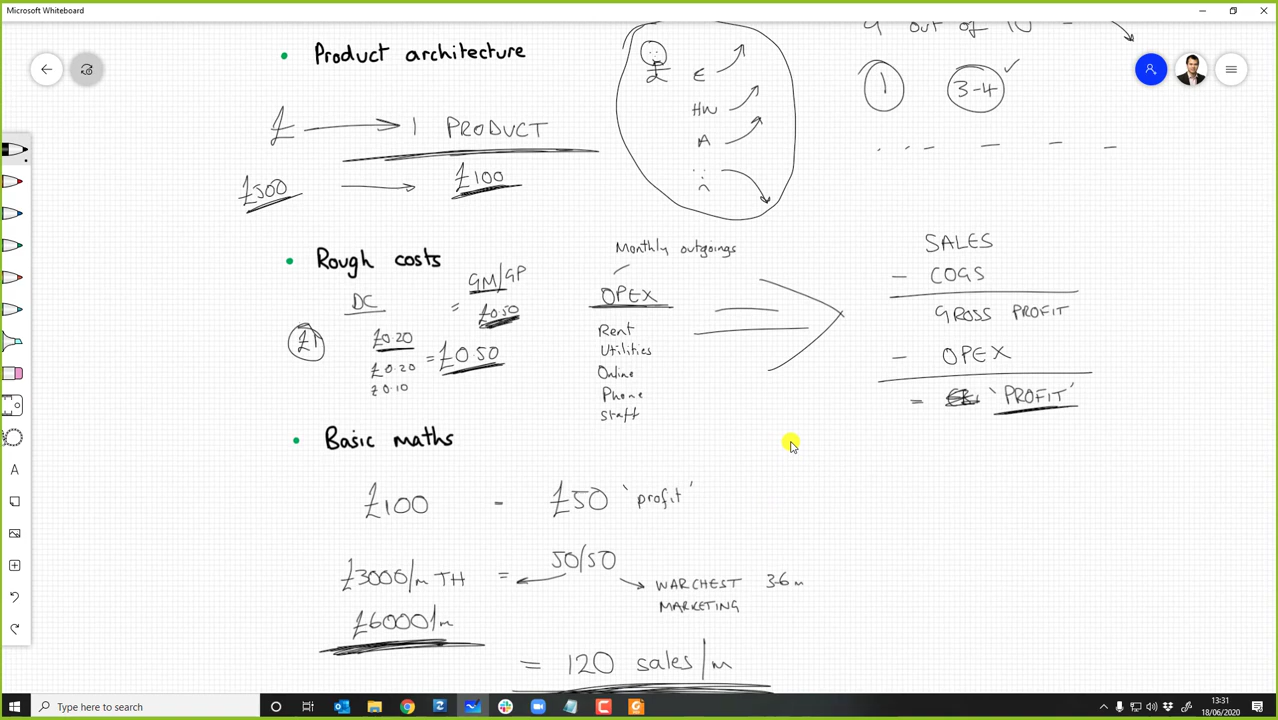 Microsoft Whiteboard
9 out of 10 -
• Product architecture
£ → 1 PRODUCT
£500 → £100
E
HW
A
1
3-4 ✓
• Rough costs
DC
£1
£0.20
£0.20
£0.10
= £0.50
GM/GP
= £0.50
Monthly outgoings
OPEX
Rent
Utilities
Online
Phone
Staff
SALES
- COGS
GROSS PROFIT
- OPEX
= 'PROFIT'
• Basic maths
£100 - £50 'profit'
£3000/m TH = 50/50
£6000/m
WARCHEST 3-6 m
MARKETING
= 120 sales/m
Type here to search
13:31
18/06/2020